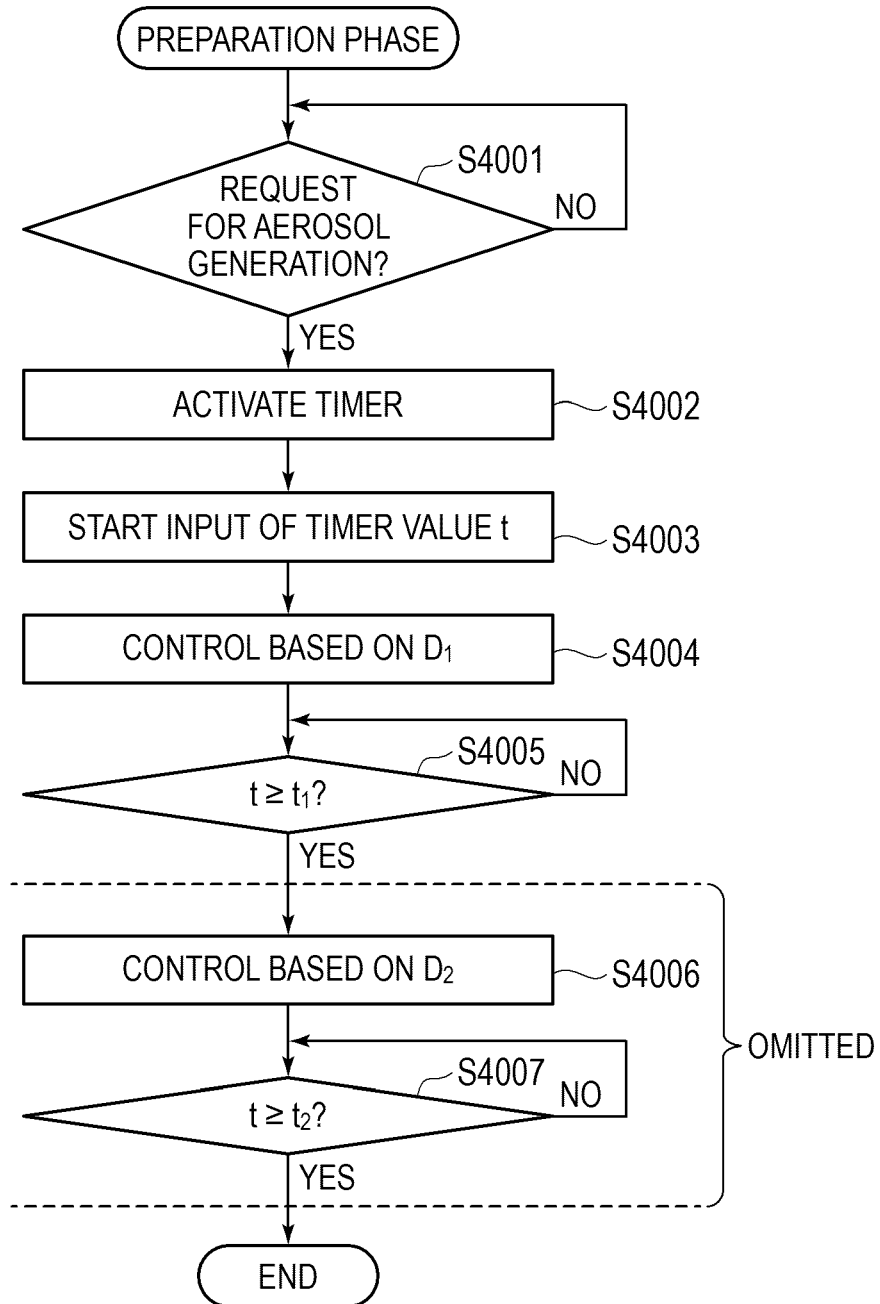 PREPARATION PHASE
S4001
REQUEST
FOR AEROSOL
GENERATION?
NO
YES
ACTIVATE TIMER
S4002
START INPUT OF TIMER VALUE t
S4003
CONTROL BASED ON D₁
S4004
S4005
t ≥ t₁?
NO
YES
CONTROL BASED ON D₂
S4006
OMITTED
S4007
t ≥ t₂?
NO
YES
END